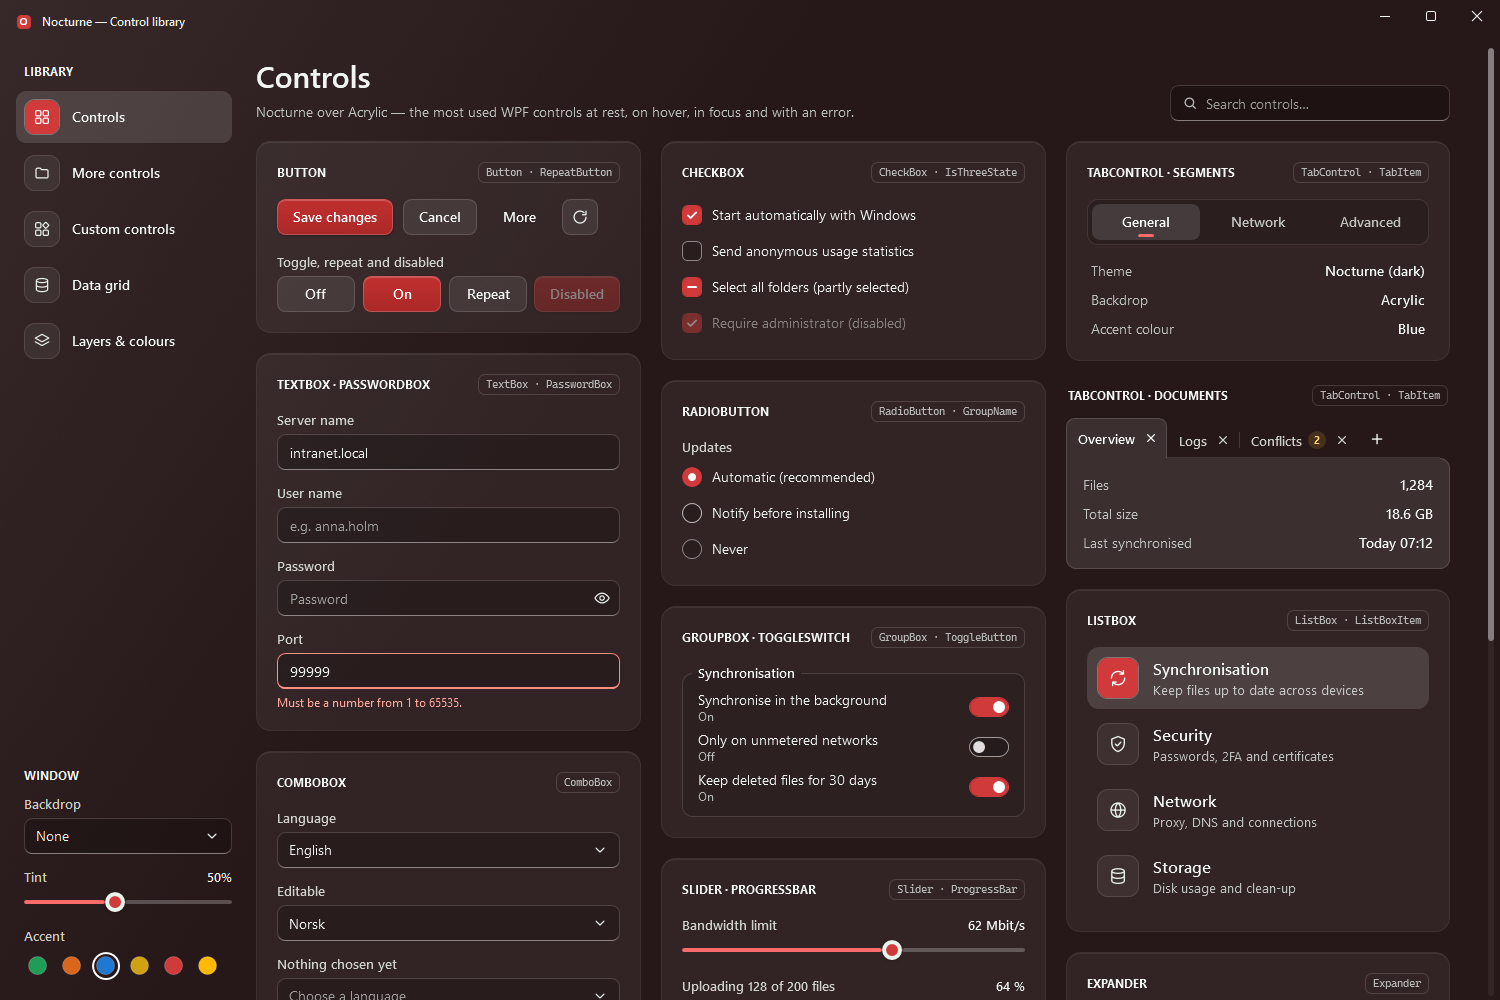 Nocturne — Control library
LIBRARY
Controls
More controls
Custom controls
Data grid
Layers & colours
WINDOW
Backdrop
None
Tint 50%
Accent
Controls
Nocturne over Acrylic — the most used WPF controls at rest, on hover, in focus and with an error.
Search controls...
BUTTON Button · RepeatButton
Save changes Cancel More
Toggle, repeat and disabled
Off On Repeat Disabled
TEXTBOX · PASSWORDBOX TextBox · PasswordBox
Server name
intranet.local
User name
e.g. anna.holm
Password
Password
Port
99999
Must be a number from 1 to 65535.
COMBOBOX ComboBox
Language
English
Editable
Norsk
Nothing chosen yet
Choose a language
CHECKBOX CheckBox · IsThreeState
Start automatically with Windows
Send anonymous usage statistics
Select all folders (partly selected)
Require administrator (disabled)
RADIOBUTTON RadioButton · GroupName
Updates
Automatic (recommended)
Notify before installing
Never
GROUPBOX · TOGGLESWITCH GroupBox · ToggleButton
Synchronisation
Synchronise in the background
On
Only on unmetered networks
Off
Keep deleted files for 30 days
On
SLIDER · PROGRESSBAR Slider · ProgressBar
Bandwidth limit 62 Mbit/s
Uploading 128 of 200 files 64 %
TABCONTROL · SEGMENTS TabControl · TabItem
General Network Advanced
Theme Nocturne (dark)
Backdrop Acrylic
Accent colour Blue
TABCONTROL · DOCUMENTS TabControl · TabItem
Overview Logs Conflicts 2
Files 1,284
Total size 18.6 GB
Last synchronised Today 07:12
LISTBOX ListBox · ListBoxItem
Synchronisation
Keep files up to date across devices
Security
Passwords, 2FA and certificates
Network
Proxy, DNS and connections
Storage
Disk usage and clean-up
EXPANDER Expander